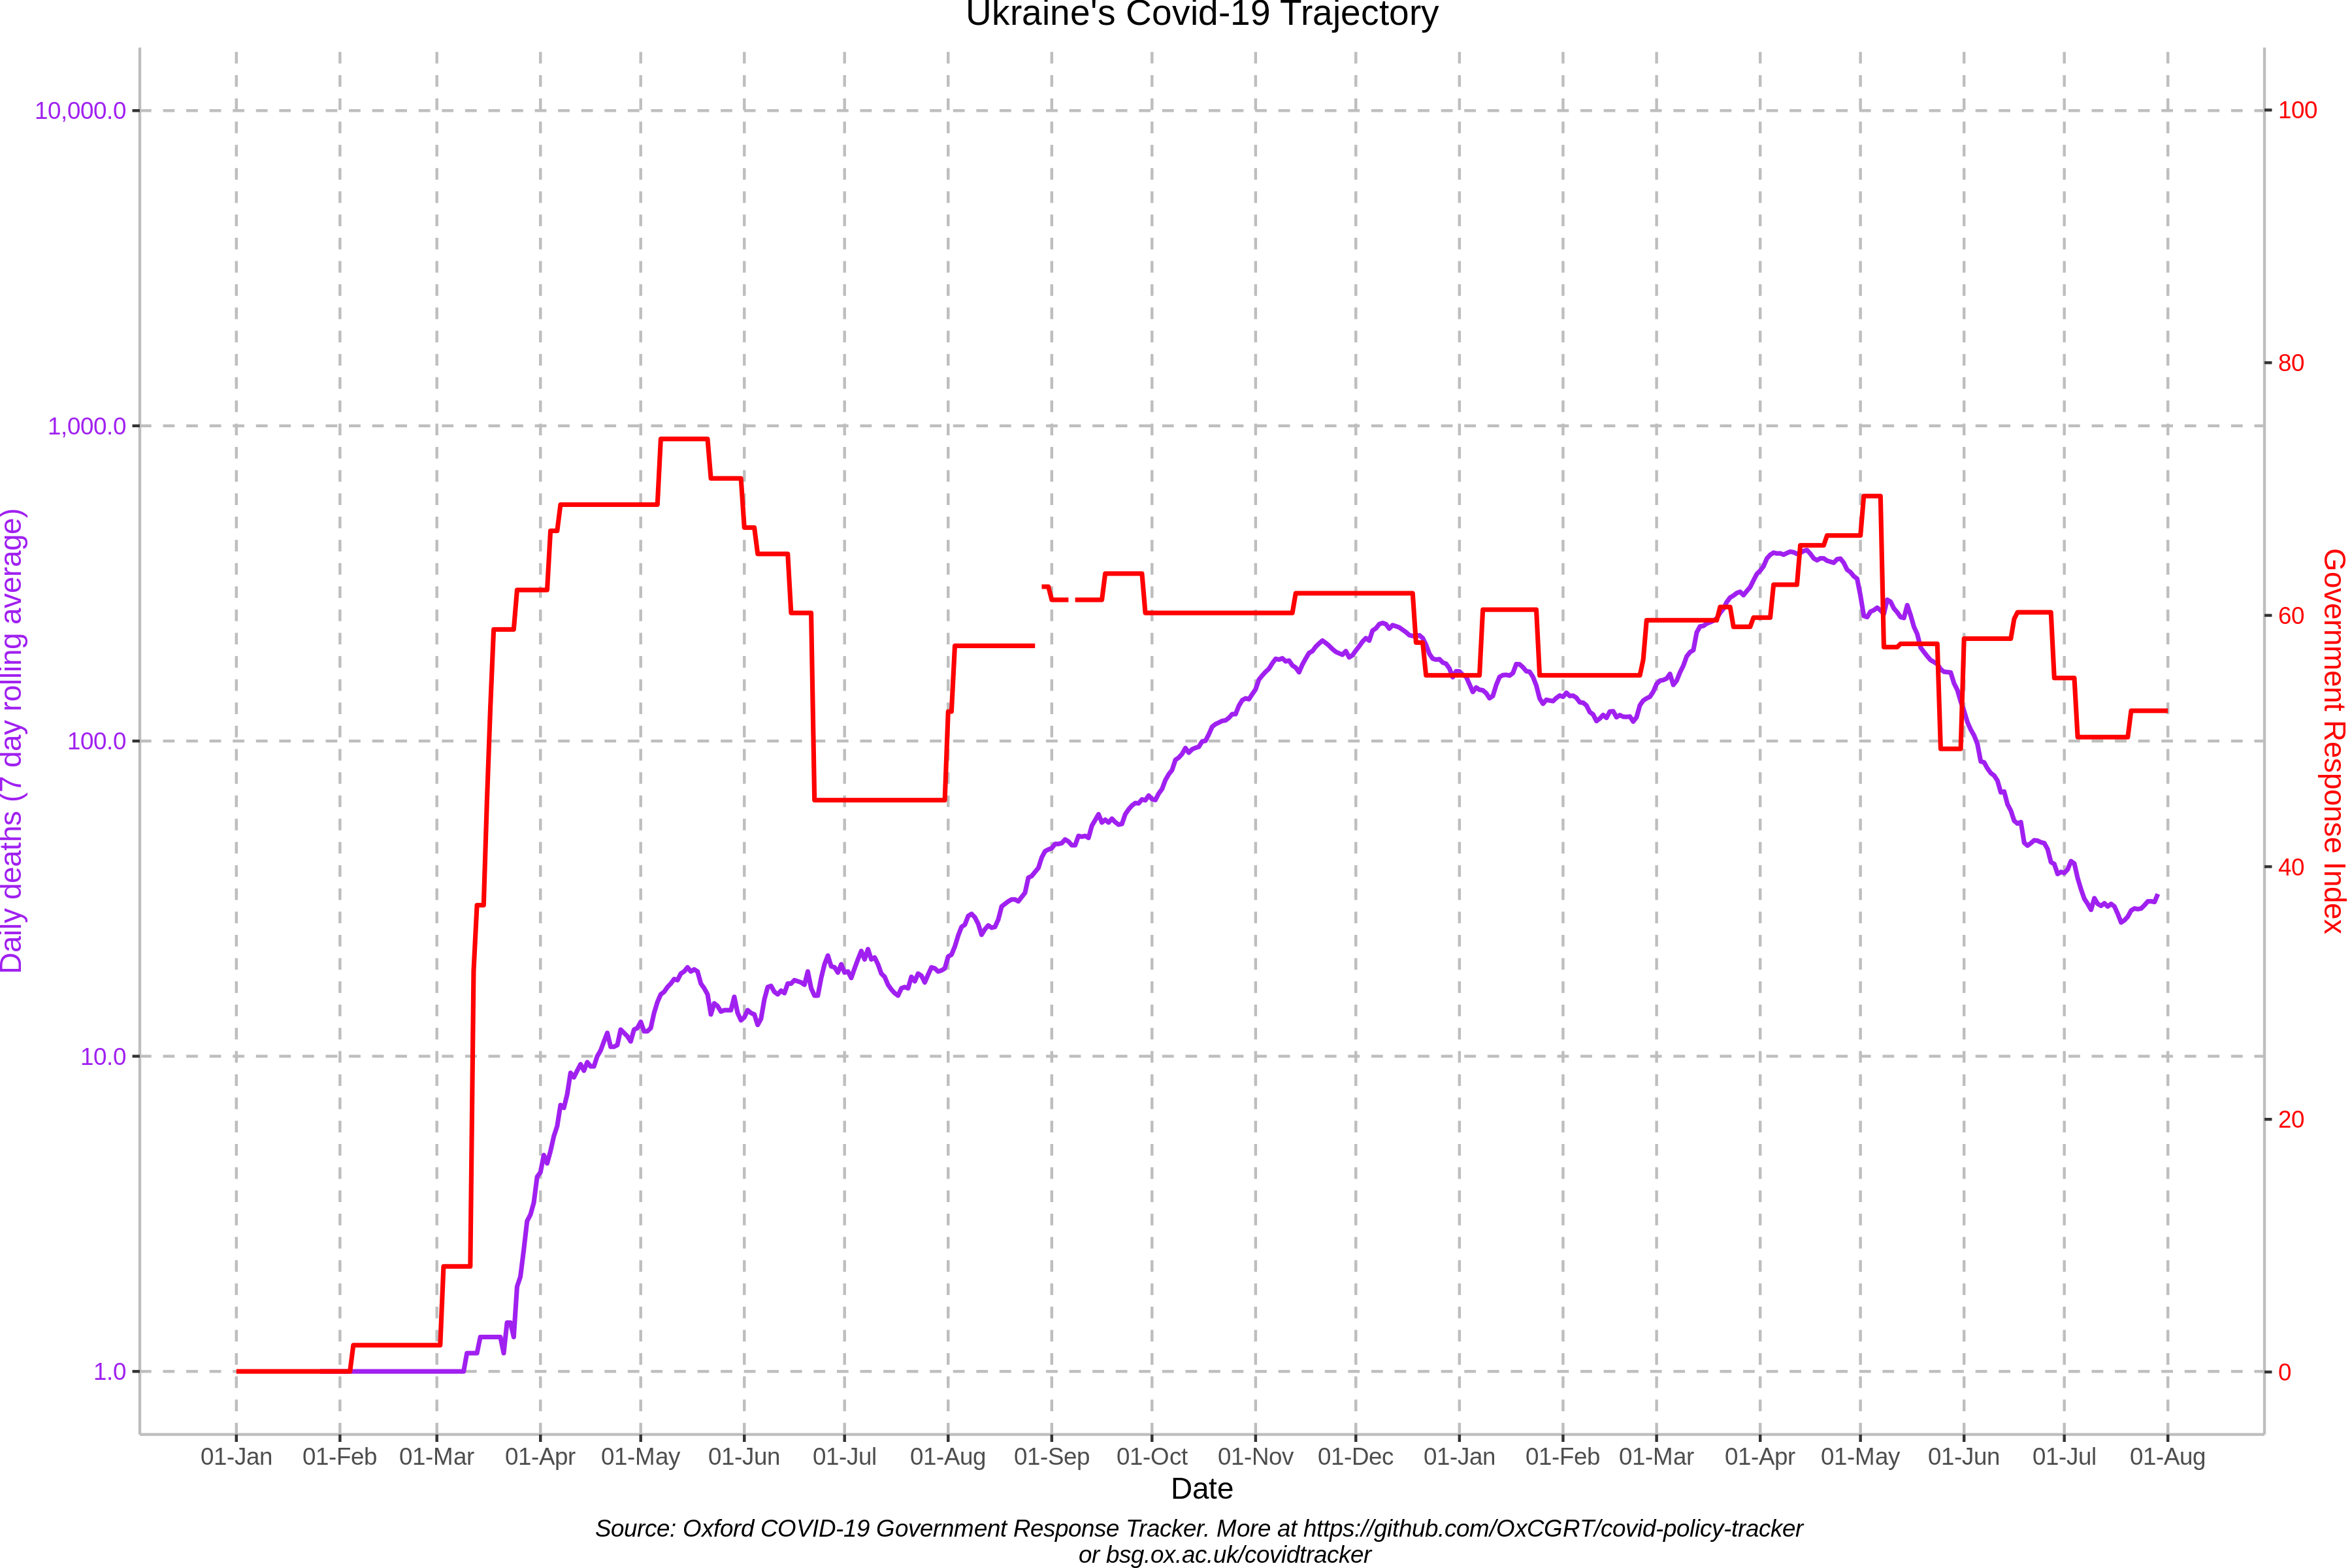 Ukraine's Covid-19 Trajectory
10,000.0
1,000.0
100.0
10.0
1.0
Daily deaths (7 day rolling average)
100
80
60
40
20
0
Government Response Index
01-Jan 01-Feb 01-Mar 01-Apr 01-May 01-Jun 01-Jul 01-Aug 01-Sep 01-Oct 01-Nov 01-Dec 01-Jan 01-Feb 01-Mar 01-Apr 01-May 01-Jun 01-Jul 01-Aug
Date
Source: Oxford COVID-19 Government Response Tracker. More at https://github.com/OxCGRT/covid-policy-tracker
or bsg.ox.ac.uk/covidtracker